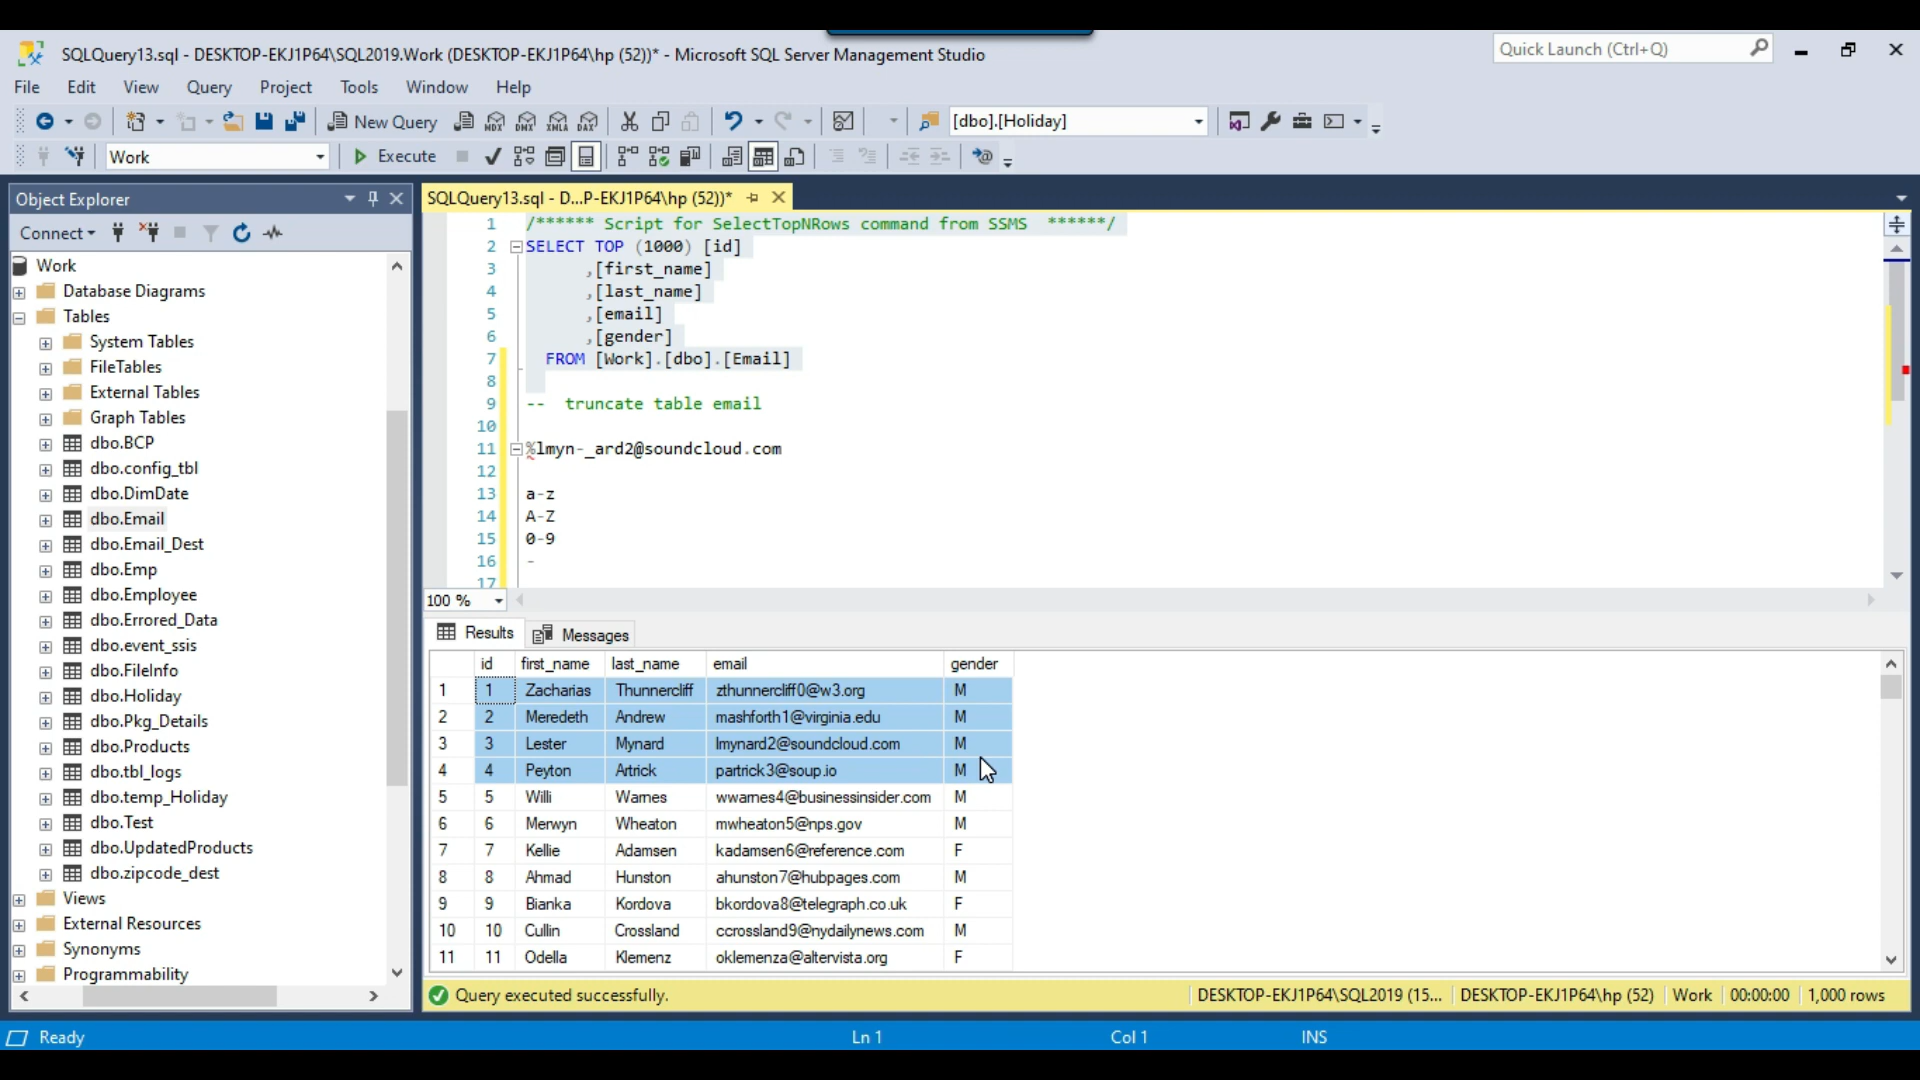 SQLQuery13.sql - DESKTOP-EKJ1P64\SQL2019.Work (DESKTOP-EKJ1P64\hp (52))* - Microsoft SQL Server Management Studio
Quick Launch (Ctrl+Q)
File Edit View Query Project Tools Window Help
New Query MDX DMX XMLA DAX [dbo].[Holiday]
Work Execute
Object Explorer
Connect
Work
Database Diagrams
Tables
System Tables
FileTables
External Tables
Graph Tables
dbo.BCP
dbo.config_tbl
dbo.DimDate
dbo.Email
dbo.Email_Dest
dbo.Emp
dbo.Employee
dbo.Errored_Data
dbo.event_ssis
dbo.FileInfo
dbo.Holiday
dbo.Pkg_Details
dbo.Products
dbo.tbl_logs
dbo.temp_Holiday
dbo.Test
dbo.UpdatedProducts
dbo.zipcode_dest
Views
External Resources
Synonyms
Programmability
SQLQuery13.sql - D...P-EKJ1P64\hp (52))*
1 /****** Script for SelectTopNRows command from SSMS ******/
2 SELECT TOP (1000) [id]
3 ,[first_name]
4 ,[last_name]
5 ,[email]
6 ,[gender]
7 FROM [Work].[dbo].[Email]
8
9 -- truncate table email
10
11 %lmyn-_ard2@soundcloud.com
12
13 a-z
14 A-Z
15 0-9
16 -
17
100 %
Results Messages
id first_name last_name email gender
1 1 Zacharias Thunnercliff zthunnercliff0@w3.org M
2 2 Meredeth Andrew mashforth1@virginia.edu M
3 3 Lester Mynard lmynard2@soundcloud.com M
4 4 Peyton Artrick partrick3@soup.io M
5 5 Willi Warnes wwarnes4@businessinsider.com M
6 6 Merwyn Wheaton mwheaton5@nps.gov M
7 7 Kellie Adamsen kadamsen6@reference.com F
8 8 Ahmad Hunston ahunston7@hubpages.com M
9 9 Bianka Kordova bkordova8@telegraph.co.uk F
10 10 Cullin Crossland ccrossland9@nydailynews.com M
11 11 Odella Klemenz oklemenza@altervista.org F
Query executed successfully. DESKTOP-EKJ1P64\SQL2019 (15... DESKTOP-EKJ1P64\hp (52) Work 00:00:00 1,000 rows
Ready Ln 1 Col 1 INS